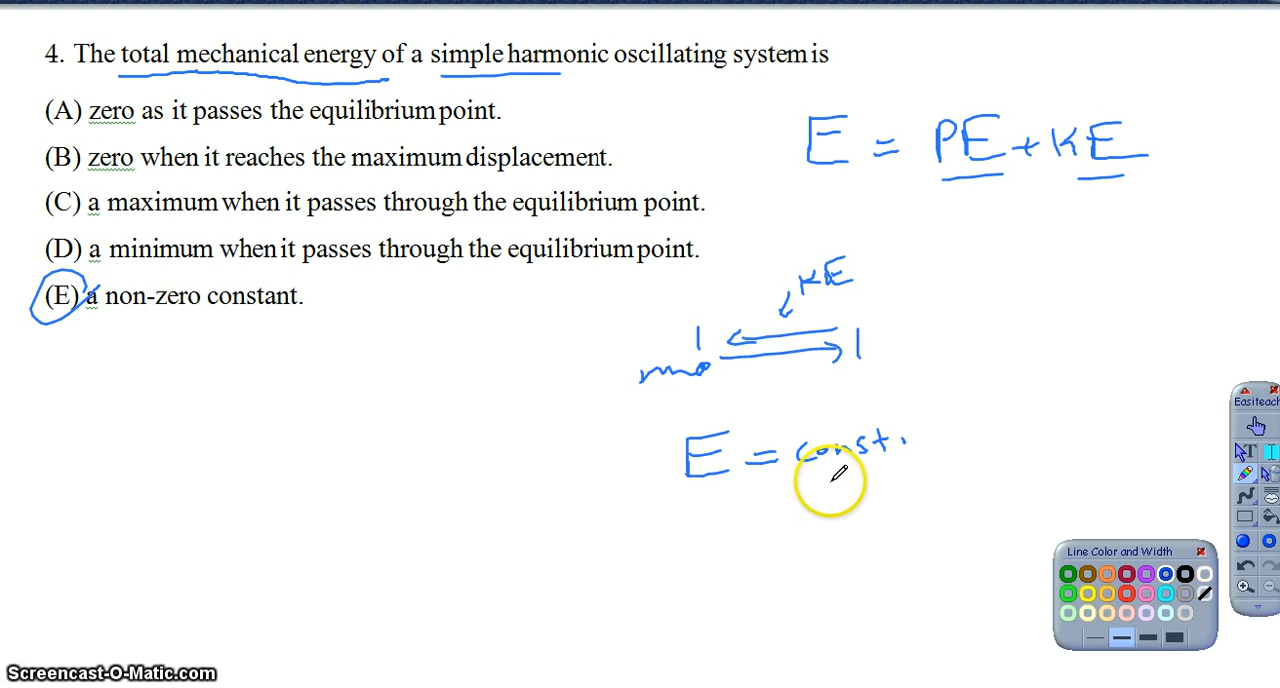 4. The total mechanical energy of a simple harmonic oscillating system is
(A) zero as it passes the equilibrium point.
(B) zero when it reaches the maximum displacement.
(C) a maximum when it passes through the equilibrium point.
(D) a minimum when it passes through the equilibrium point.
(E) a non-zero constant.
E = PE + KE
KE
E = const.
Easiteach
T
Line Color and Width
Screencast-O-Matic.com